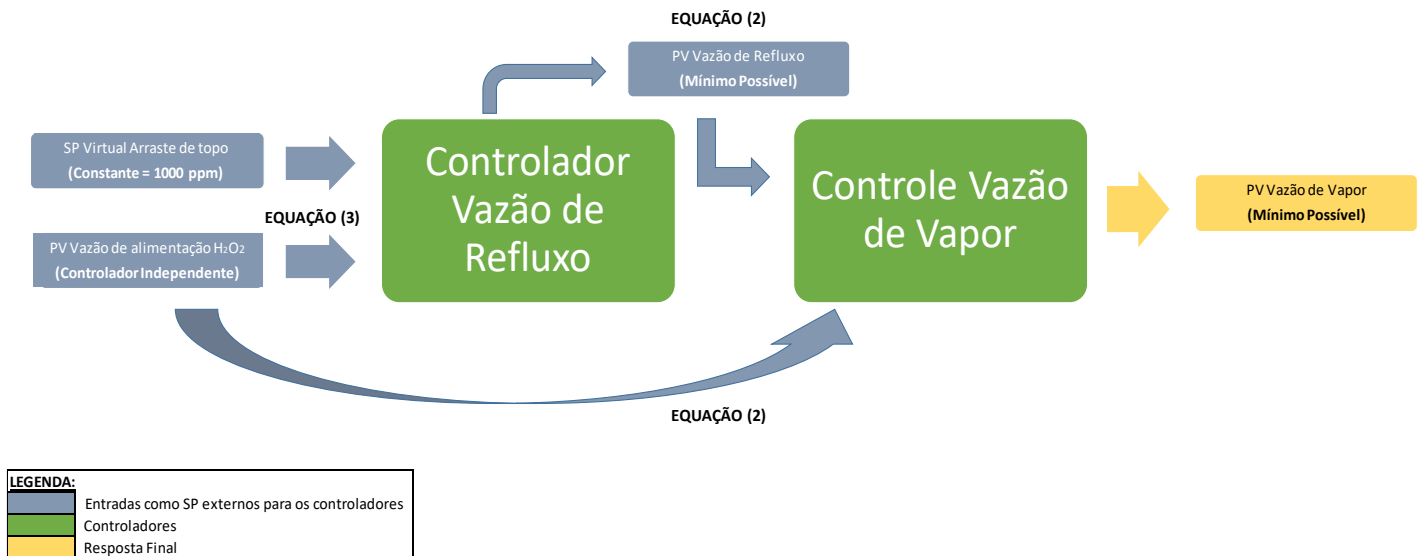 EQUAÇÃO (2)
PV Vazão de Refluxo
(Mínimo Possível)
SP Virtual Arraste de topo
(Constante = 1000 ppm)
EQUAÇÃO (3)
PV Vazão de alimentação H₂O₂
(Controlador Independente)
Controlador
Vazão de
Refluxo
Controle Vazão
de Vapor
PV Vazão de Vapor
(Mínimo Possível)
EQUAÇÃO (2)
LEGENDA:
Entradas como SP externos para os controladores
Controladores
Resposta Final